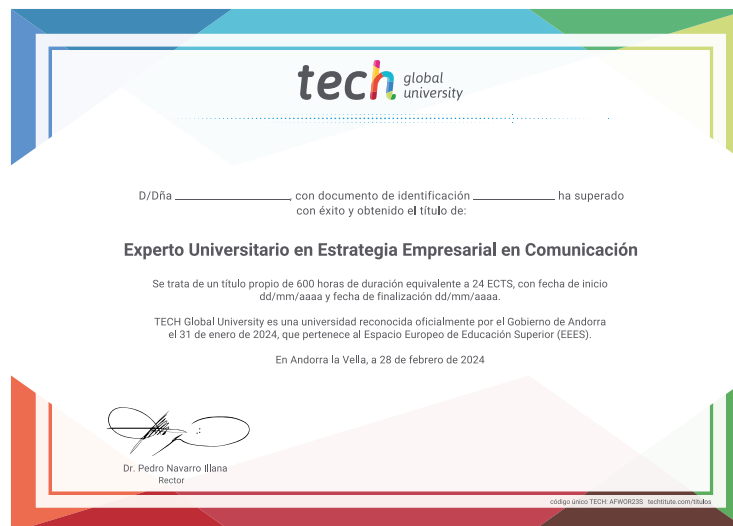 tech global university
D/Dña ____________________, con documento de identificación ______________ ha superado
con éxito y obtenido el título de:
Experto Universitario en Estrategia Empresarial en Comunicación
Se trata de un título propio de 600 horas de duración equivalente a 24 ECTS, con fecha de inicio
dd/mm/aaaa y fecha de finalización dd/mm/aaaa.
TECH Global University es una universidad reconocida oficialmente por el Gobierno de Andorra
el 31 de enero de 2024, que pertenece al Espacio Europeo de Educación Superior (EEES).
En Andorra la Vella, a 28 de febrero de 2024
Dr. Pedro Navarro Illana
Rector
código único TECH: AFWOR23S techtitute.com/titulos